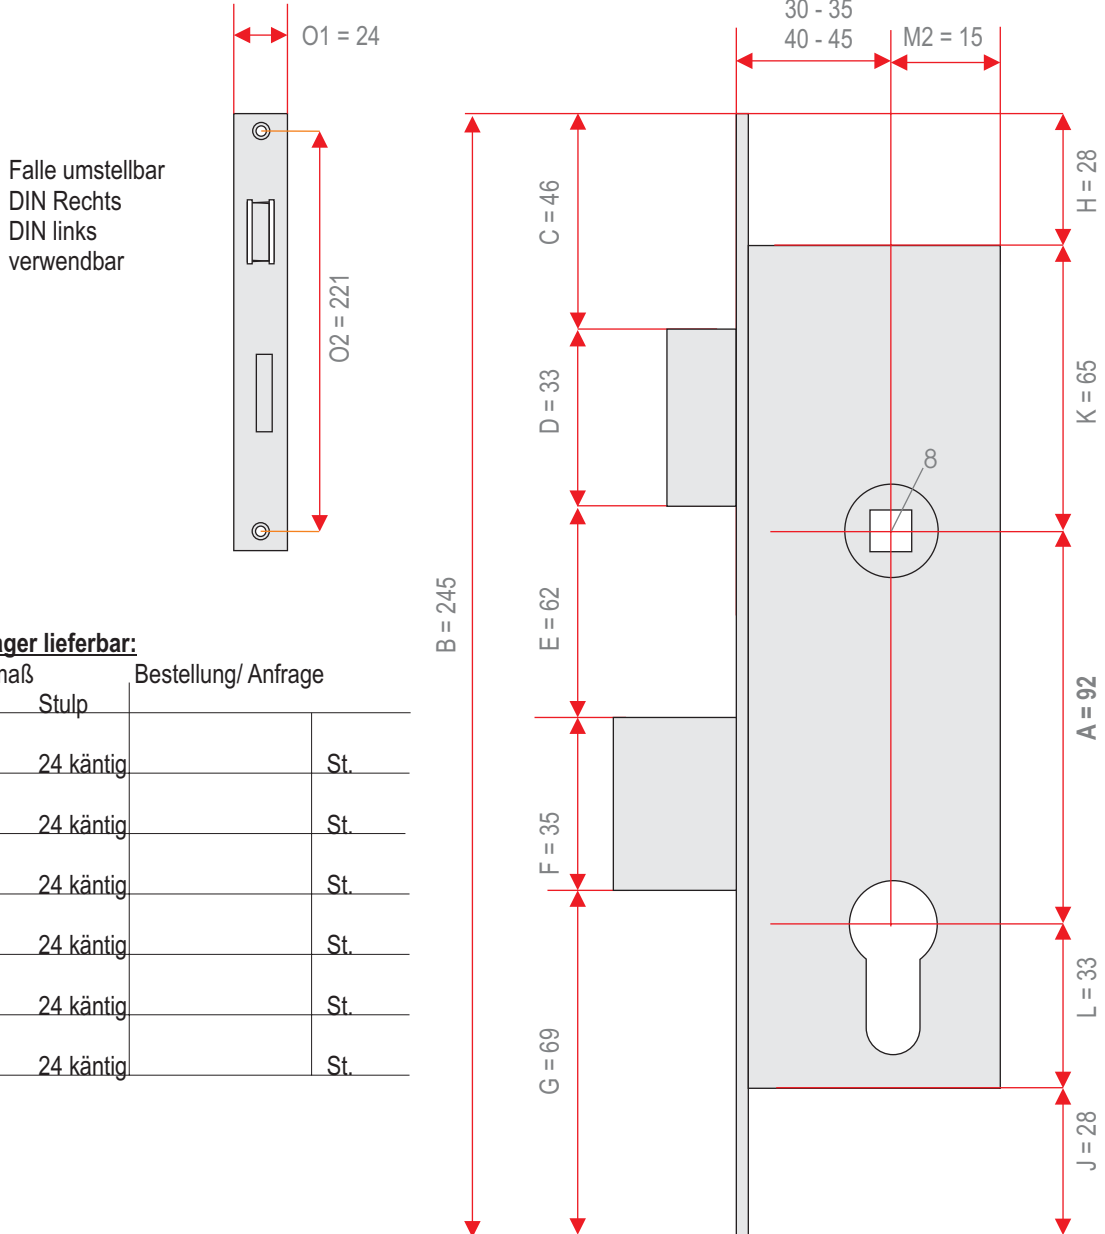 30 - 35
40 - 45
O1 = 24
M2 = 15
Falle umstellbar
DIN Rechts
DIN links
verwendbar
O2 = 221
C = 46
H = 28
D = 33
K = 65
8
B = 245
E = 62
A = 92
F = 35
L = 33
G = 69
J = 28
ager lieferbar:
maß Bestellung/ Anfrage
Stulp
24 käntig St.
24 käntig St.
24 käntig St.
24 käntig St.
24 käntig St.
24 käntig St.